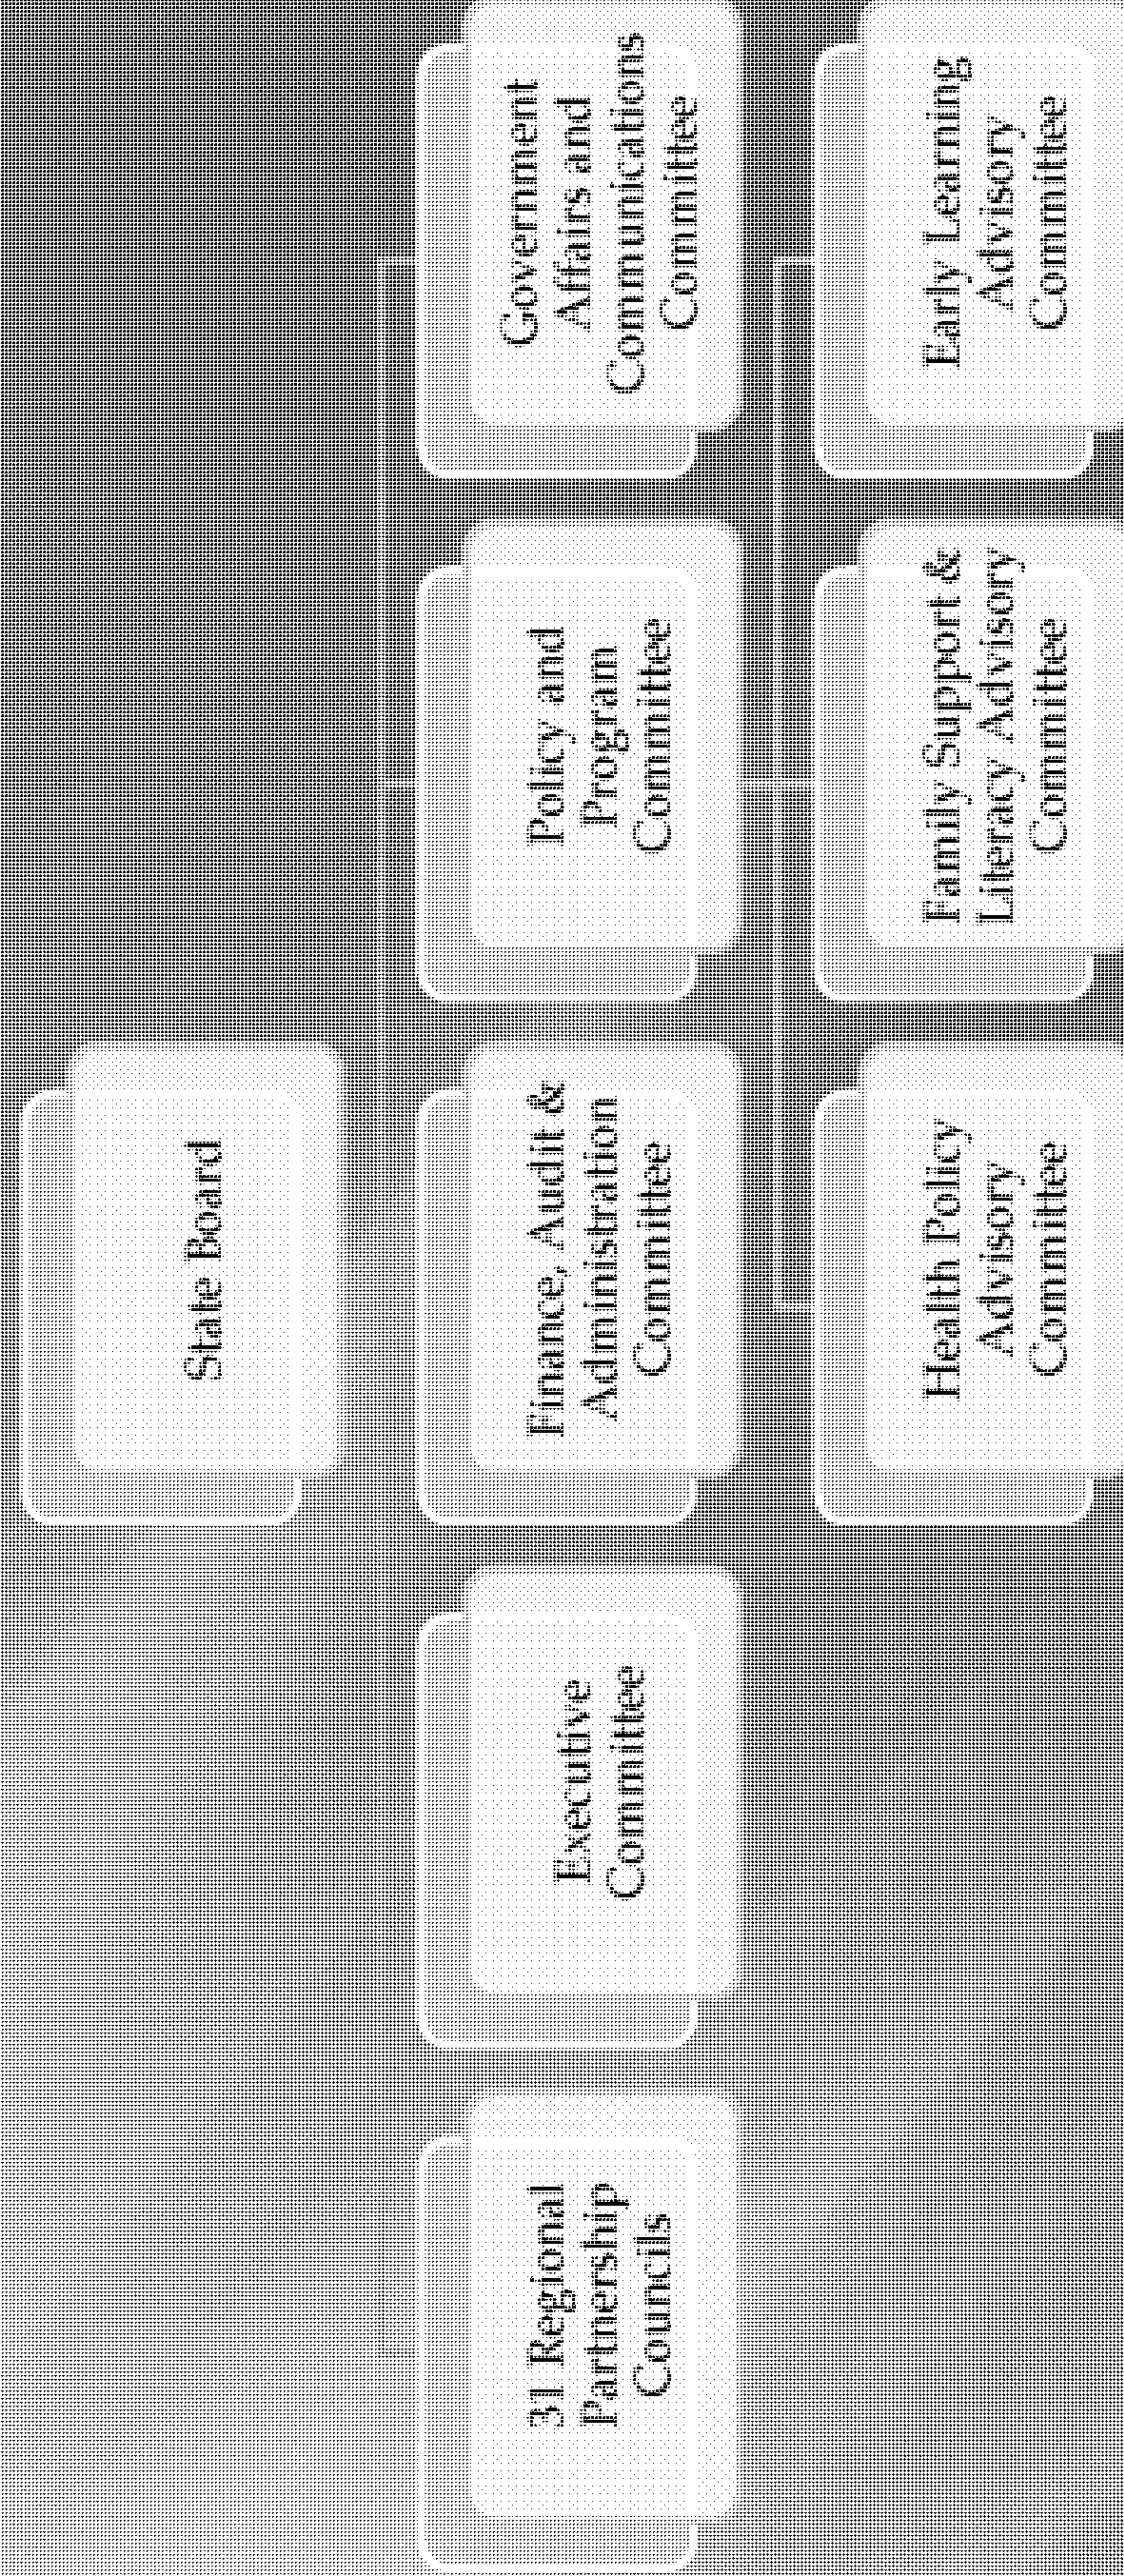 State Board
31 Regional
Partnership
Councils
Executive
Committee
Finance, Audit &
Administration
Committee
Policy and
Program
Committee
Government
Affairs and
Communications
Committee
Health Policy
Advisory
Committee
Family Support &
Literacy Advisory
Committee
Early Learning
Advisory
Committee